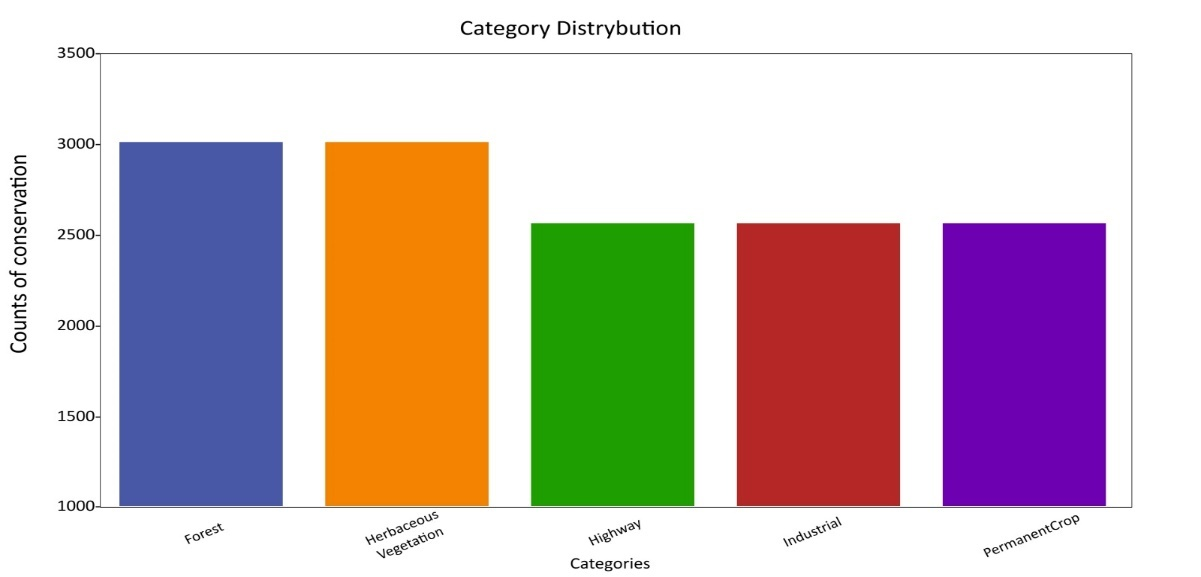 Category Distrybution
Counts of conservation
3500
3000
2500
2000
1500
1000
Forest
Herbaceous
Vegetation
Highway
Industrial
PermanentCrop
Categories